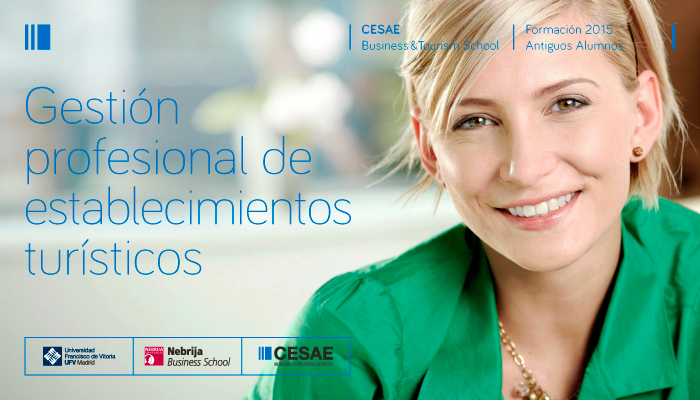 CESAE
Business & Tourism School
Formación 2015
Antiguos Alumnos
Gestión
profesional de
establecimientos
turísticos
Universidad
Francisco de Vitoria
UFV Madrid
NEBRIJA
Nebrija
Business School
CESAE